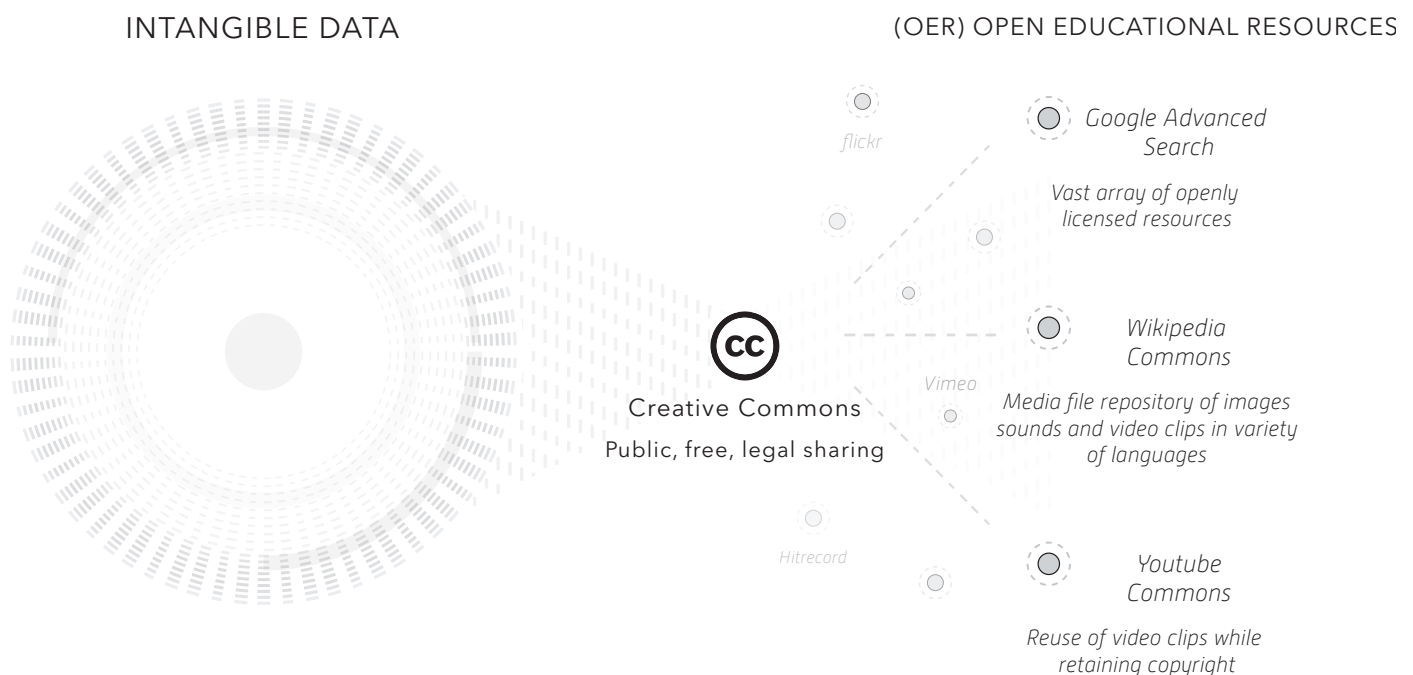 INTANGIBLE DATA
(OER) OPEN EDUCATIONAL RESOURCES
flickr
Google Advanced
Search
Vast array of openly
licensed resources
cc
Creative Commons
Public, free, legal sharing
Wikipedia
Commons
Vimeo
Media file repository of images
sounds and video clips in variety
of languages
Hitrecord
Youtube
Commons
Reuse of video clips while
retaining copyright